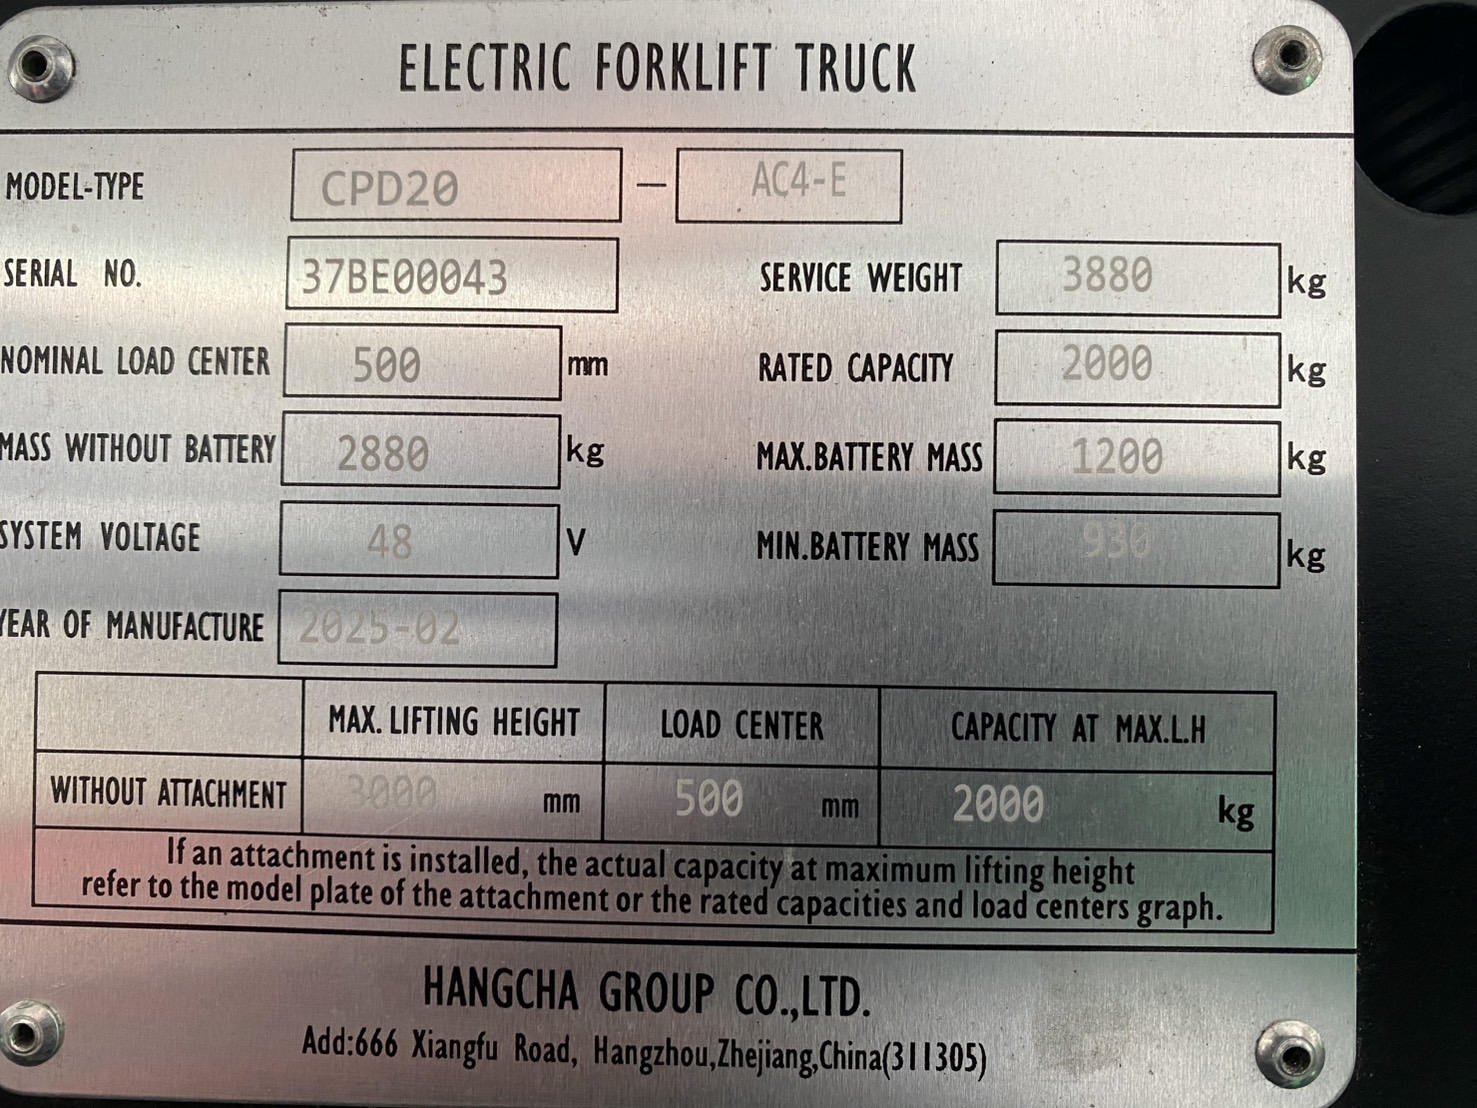 ELECTRIC FORKLIFT TRUCK
MODEL-TYPE CPD20 — AC4-E
SERIAL NO. 37BE00043 SERVICE WEIGHT 3880 kg
NOMINAL LOAD CENTER 500 mm RATED CAPACITY 2000 kg
MASS WITHOUT BATTERY 2880 kg MAX.BATTERY MASS 1200 kg
SYSTEM VOLTAGE 48 V MIN.BATTERY MASS 930 kg
YEAR OF MANUFACTURE 2025-02
MAX. LIFTING HEIGHT LOAD CENTER CAPACITY AT MAX.L.H
WITHOUT ATTACHMENT 3000 mm 500 mm 2000 kg
If an attachment is installed, the actual capacity at maximum lifting height
refer to the model plate of the attachment or the rated capacities and load centers graph.
HANGCHA GROUP CO.,LTD.
Add:666 Xiangfu Road, Hangzhou,Zhejiang,China(311305)